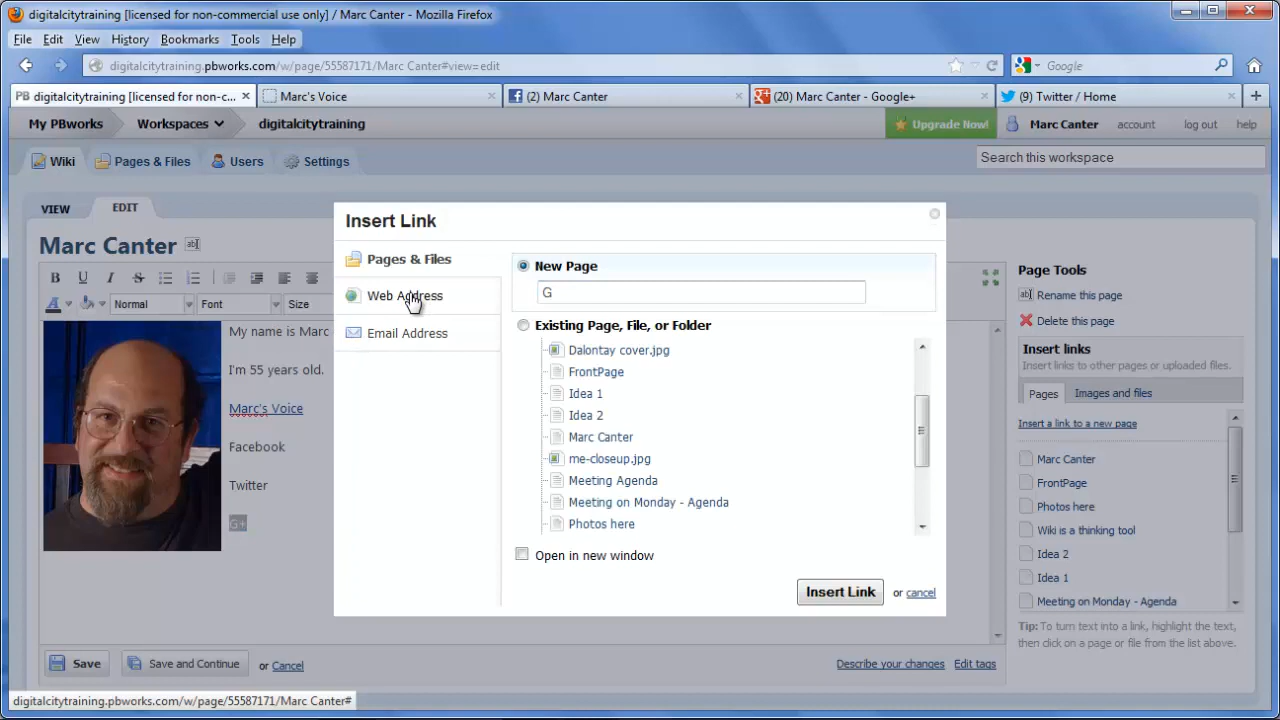 digitalcitytraining [licensed for non-commercial use only] / Marc Canter - Mozilla Firefox
File Edit View History Bookmarks Tools Help
digitalcitytraining.pbworks.com/w/page/55587171/Marc Canter#view=edit
Google
PB digitalcitytraining [licensed for non-c...
Marc's Voice
(2) Marc Canter
(20) Marc Canter - Google+
(9) Twitter / Home
My PBworks Workspaces digitalcitytraining
Upgrade Now! Marc Canter account log out help
Wiki Pages & Files Users Settings
Search this workspace
VIEW EDIT
Marc Canter
B U I S
A Normal Font Size
My name is Marc
I'm 55 years old.
Marc's Voice
Facebook
Twitter
G+
Save Save and Continue or Cancel
Describe your changes Edit tags
Insert Link
Pages & Files
Web Address
Email Address
New Page
G
Existing Page, File, or Folder
Dalontay cover.jpg
FrontPage
Idea 1
Idea 2
Marc Canter
me-closeup.jpg
Meeting Agenda
Meeting on Monday - Agenda
Photos here
Open in new window
Insert Link or cancel
Page Tools
Rename this page
Delete this page
Insert links
Insert links to other pages or uploaded files.
Pages Images and files
Insert a link to a new page
Marc Canter
FrontPage
Photos here
Wiki is a thinking tool
Idea 2
Idea 1
Meeting on Monday - Agenda
Tip: To turn text into a link, highlight the text,
then click on a page or file from the list above.
digitalcitytraining.pbworks.com/w/page/55587171/Marc Canter#